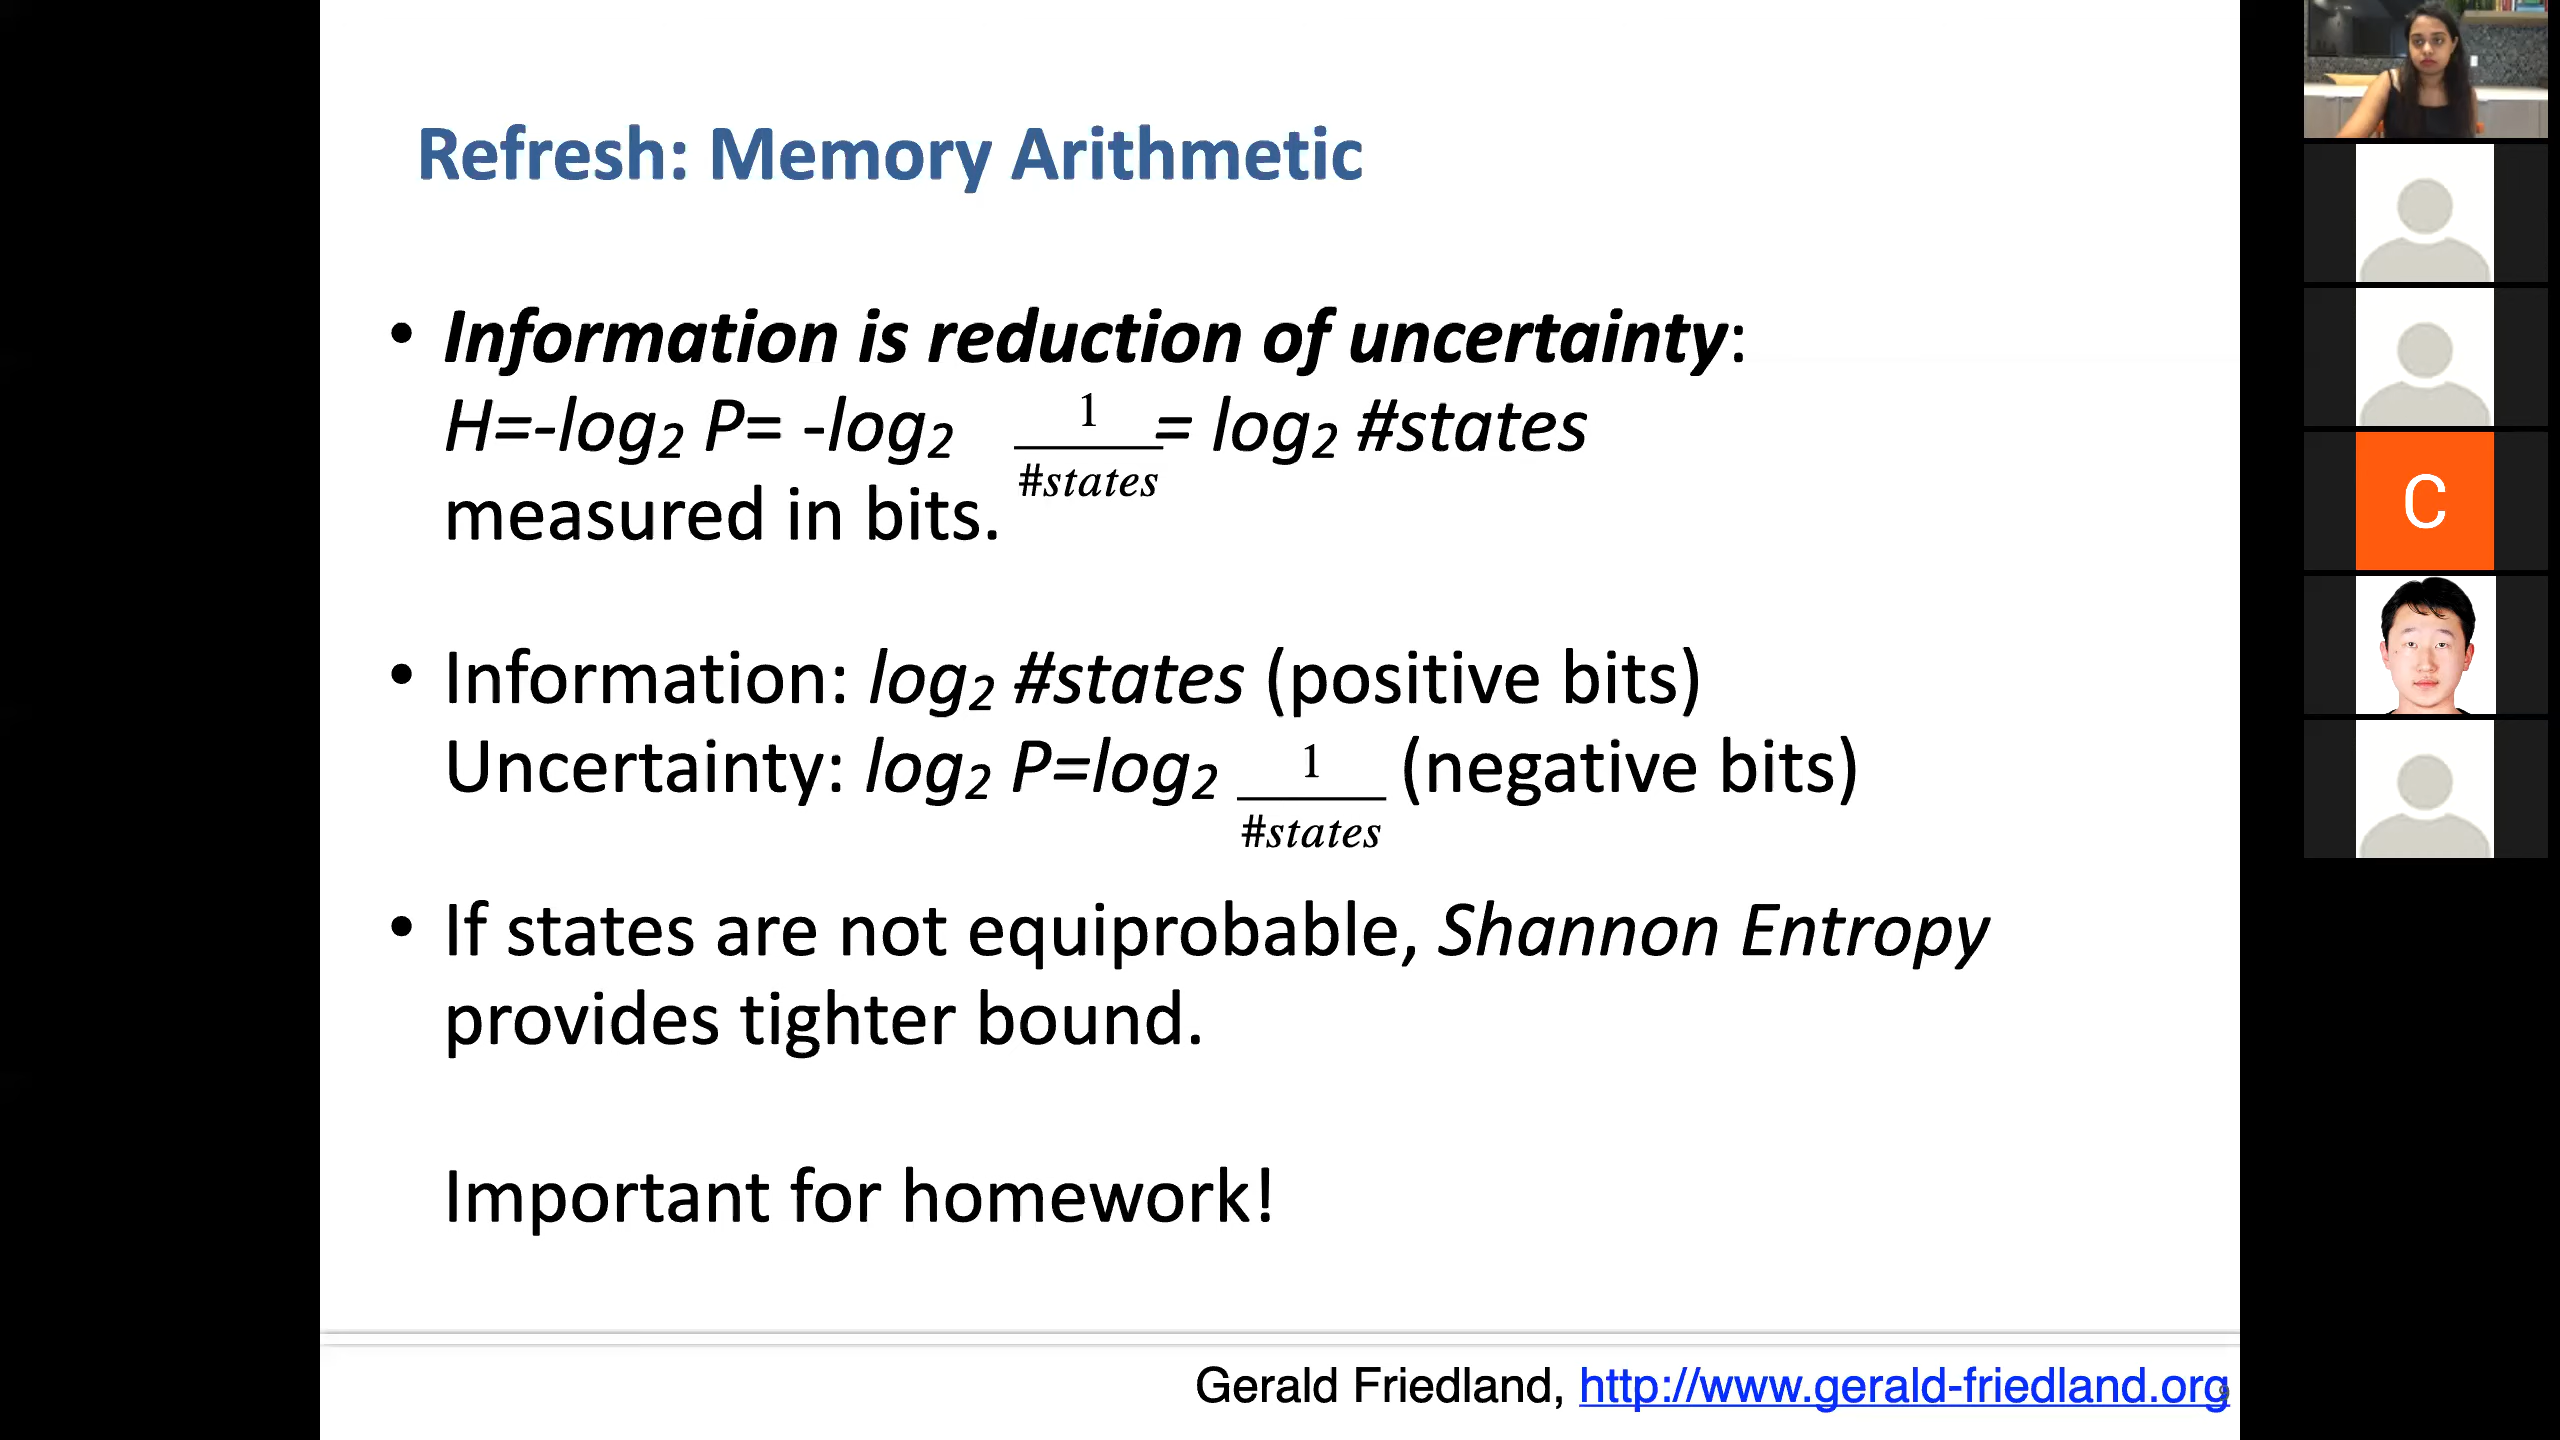 Refresh: Memory Arithmetic
• Information is reduction of uncertainty:
H=-log₂ P= -log₂ 1/#states = log₂ #states
measured in bits.
• Information: log₂ #states (positive bits)
Uncertainty: log₂ P=log₂ 1/#states (negative bits)
• If states are not equiprobable, Shannon Entropy
provides tighter bound.
Important for homework!
Gerald Friedland, http://www.gerald-friedland.org
9
C